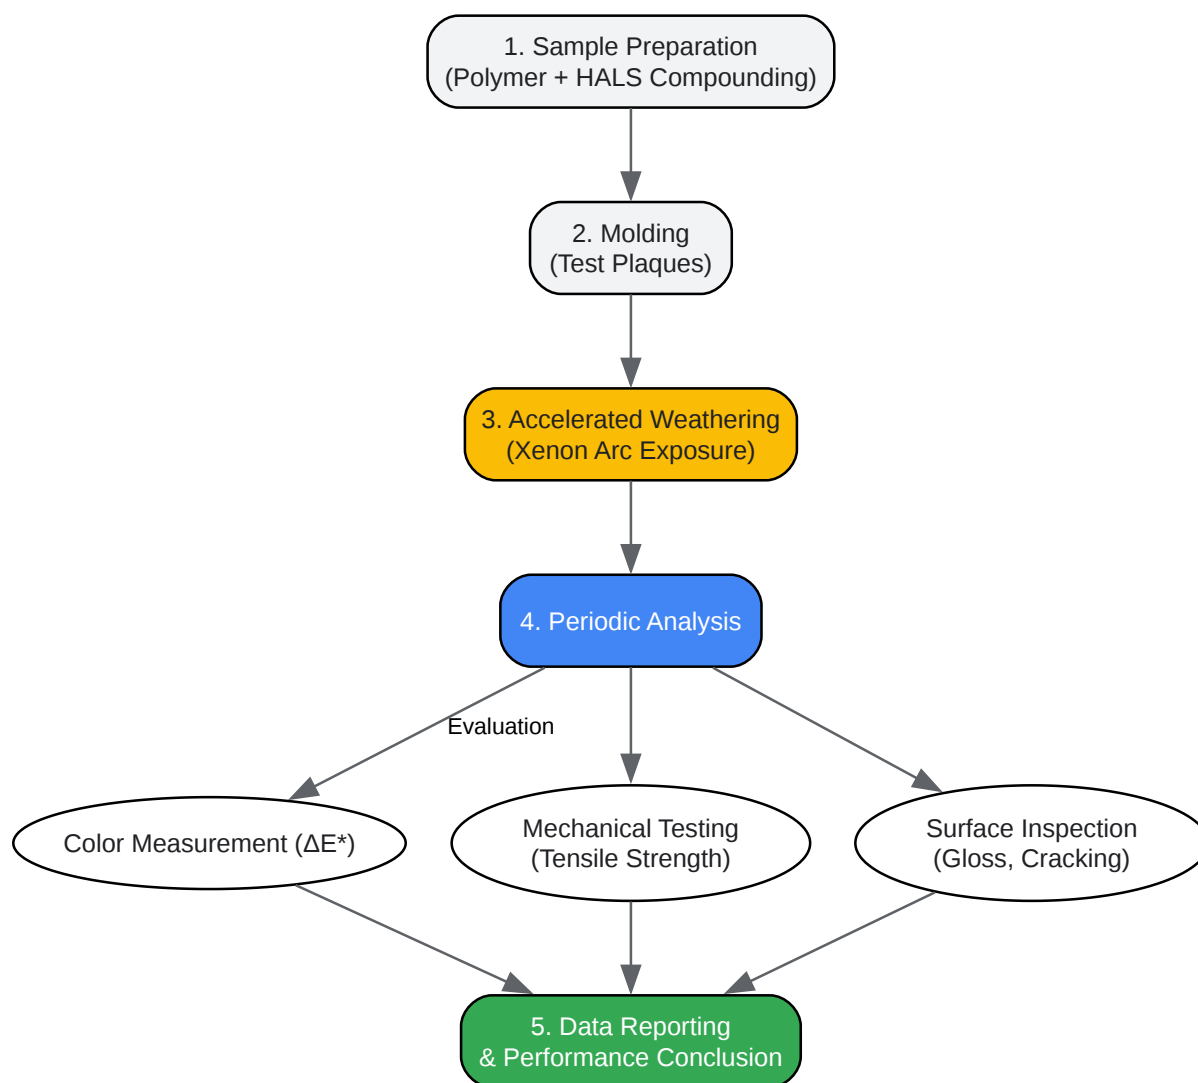 1. Sample Preparation
(Polymer + HALS Compounding)
2. Molding
(Test Plaques)
3. Accelerated Weathering
(Xenon Arc Exposure)
4. Periodic Analysis
Evaluation
Color Measurement (ΔE*)
Mechanical Testing
(Tensile Strength)
Surface Inspection
(Gloss, Cracking)
5. Data Reporting
& Performance Conclusion